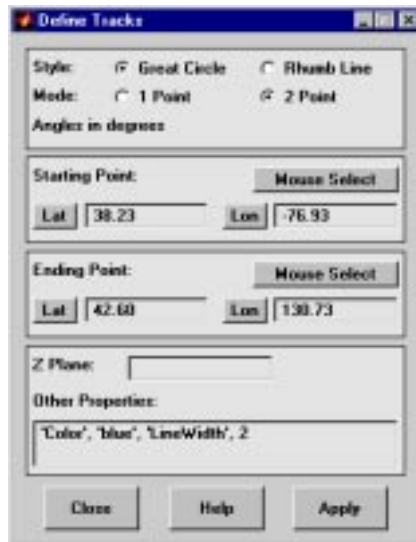 Define Tracks
Style: Great Circle Rhumb Line
Mode: 1 Point 2 Point
Angles in degrees
Starting Point: Mouse Select
Lat 38.23 Lon -76.93
Ending Point: Mouse Select
Lat 42.60 Lon 130.73
Z Plane:
Other Properties:
'Color', 'blue', 'LineWidth', 2
Close Help Apply